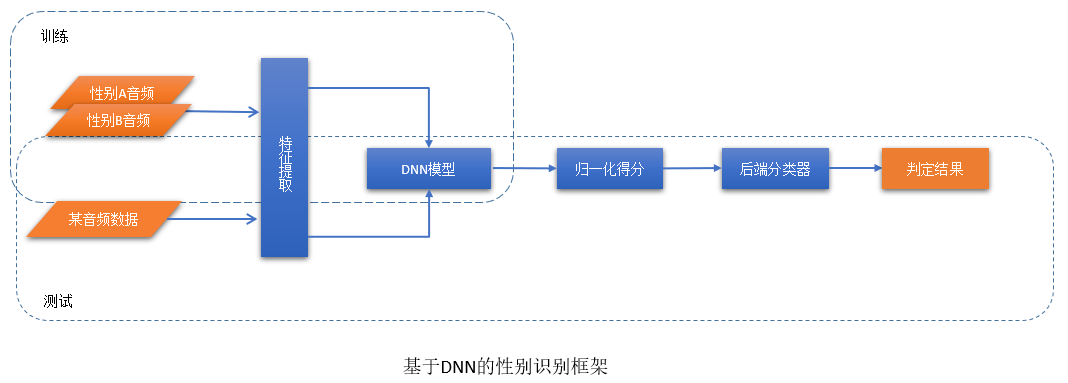 训练
性别A音频
性别B音频
特征提取
DNN模型
归一化得分
后端分类器
判定结果
某音频数据
测试
基于DNN的性别识别框架